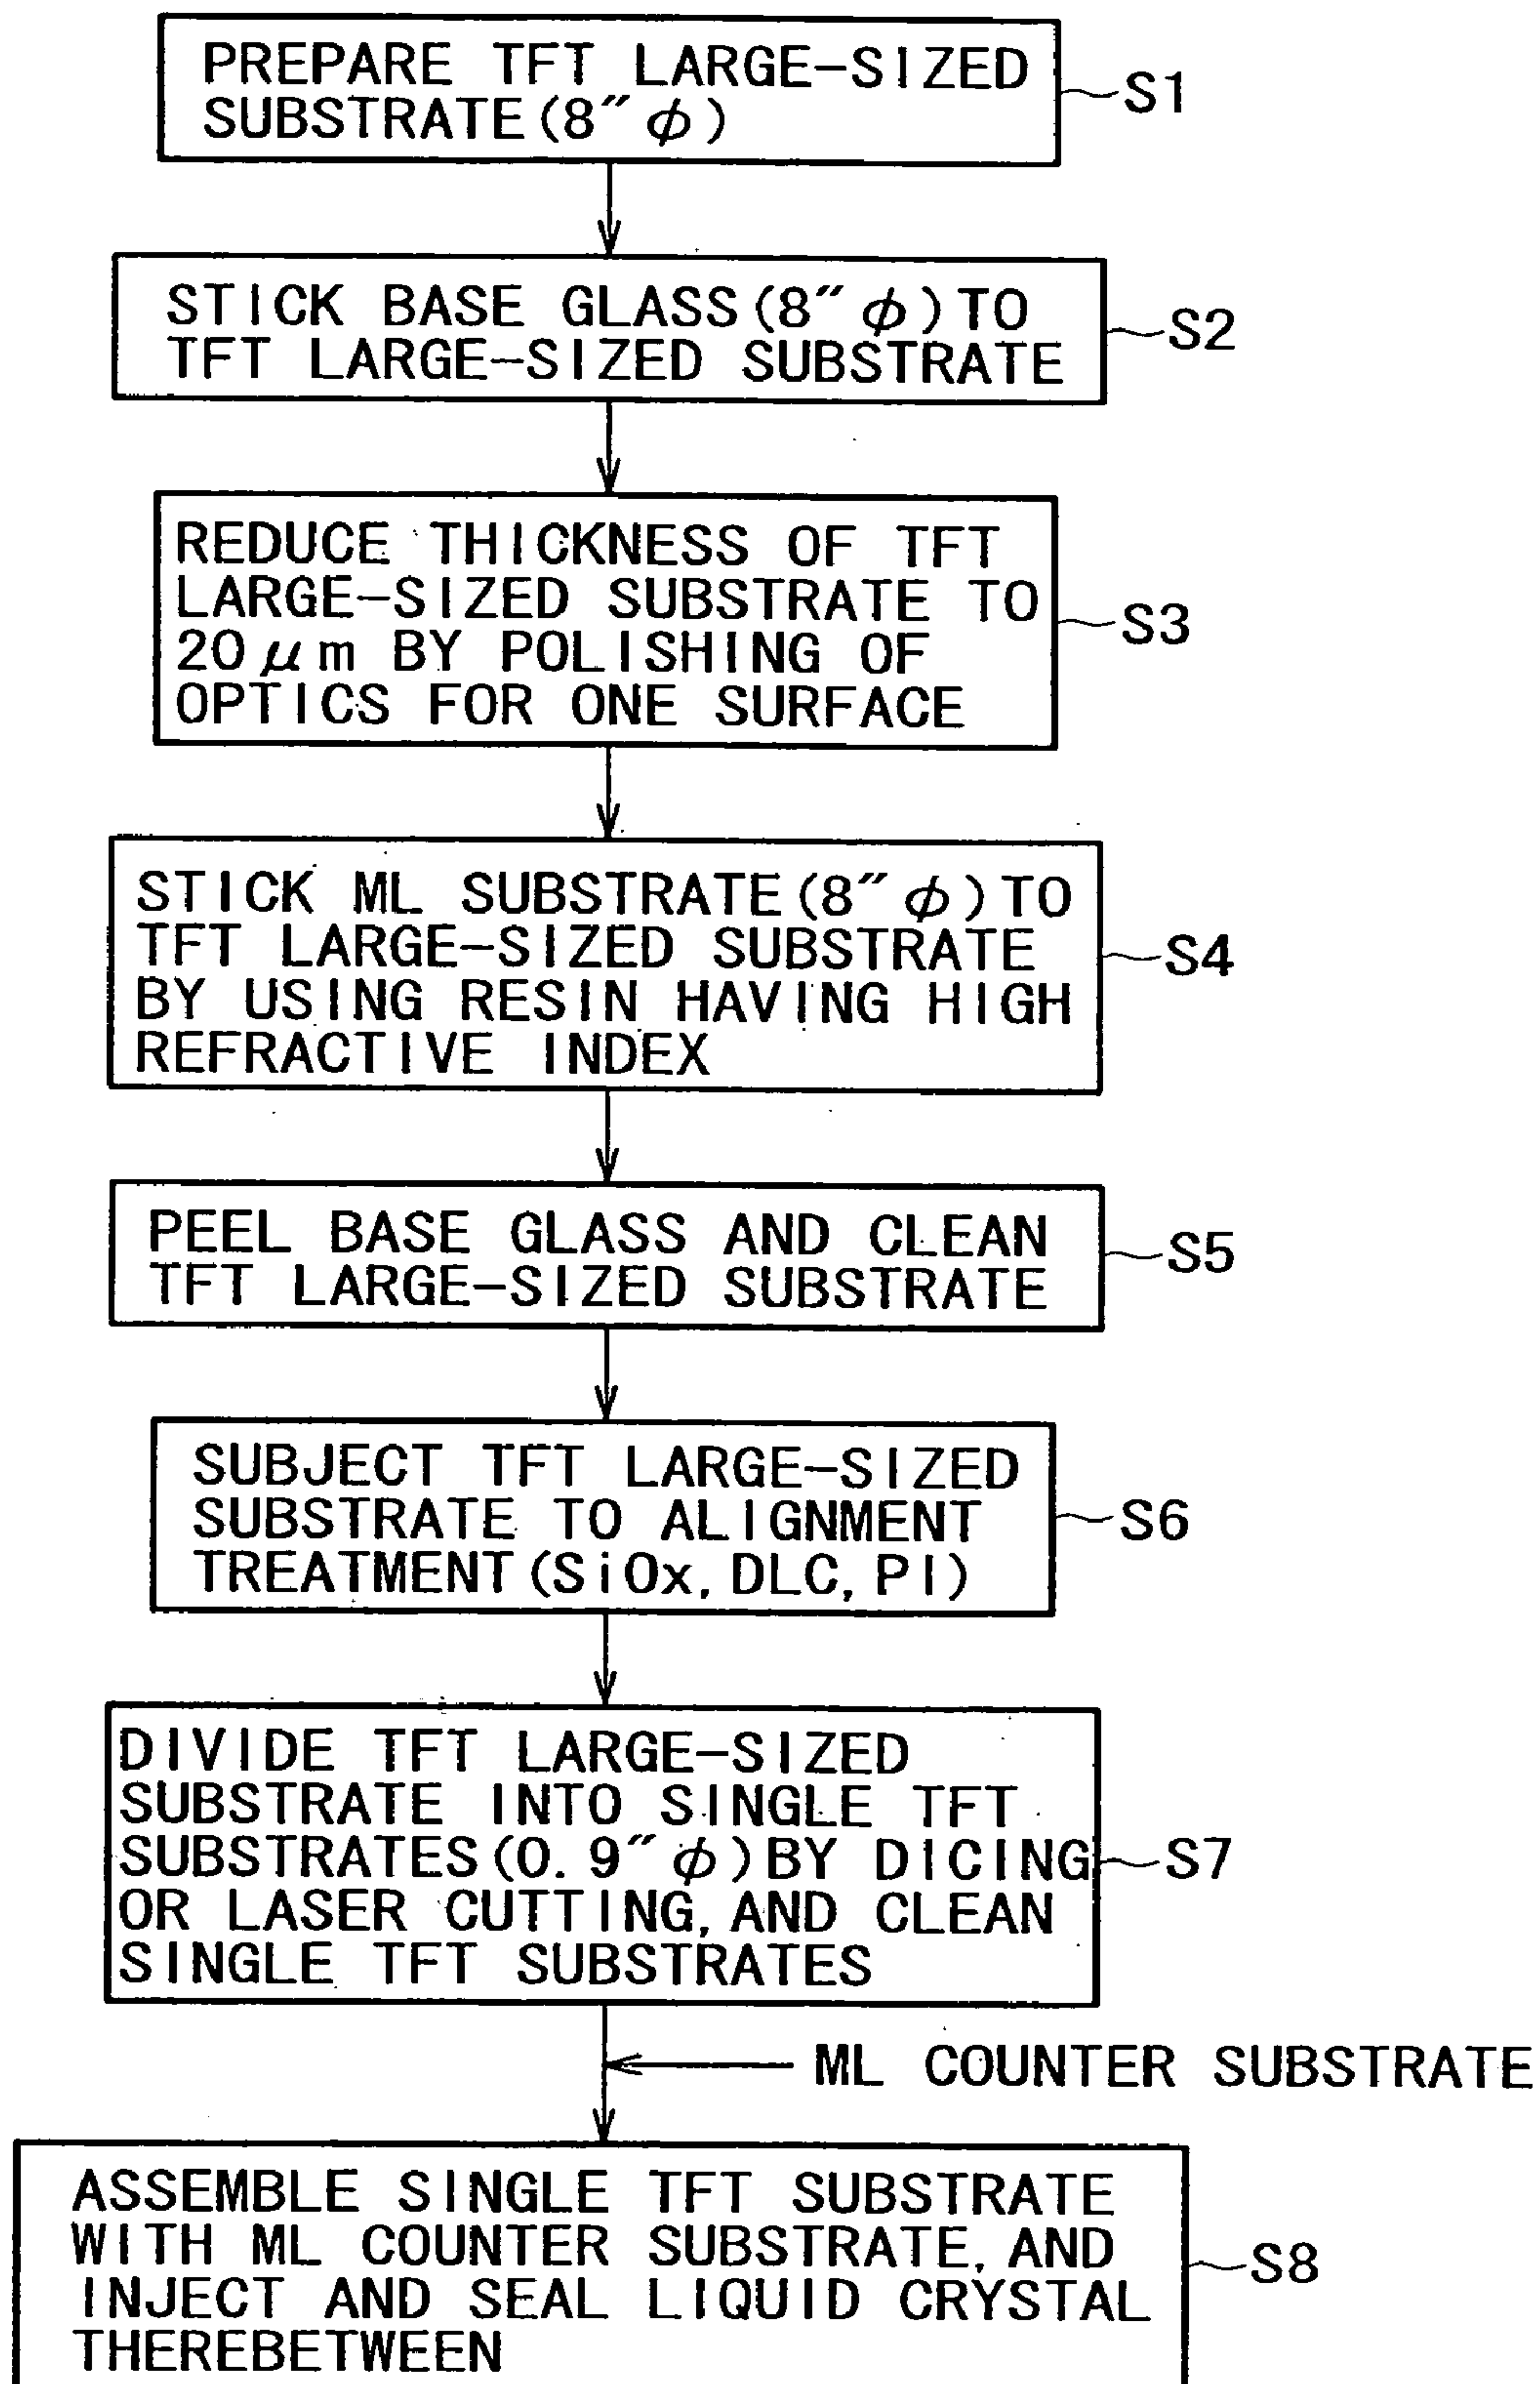 PREPARE TFT LARGE-SIZED
SUBSTRATE(8″φ)
S1
STICK BASE GLASS(8″φ)TO
TFT LARGE-SIZED SUBSTRATE
S2
REDUCE THICKNESS OF TFT
LARGE-SIZED SUBSTRATE TO
20μm BY POLISHING OF
OPTICS FOR ONE SURFACE
S3
STICK ML SUBSTRATE(8″φ)TO
TFT LARGE-SIZED SUBSTRATE
BY USING RESIN HAVING HIGH
REFRACTIVE INDEX
S4
PEEL BASE GLASS AND CLEAN
TFT LARGE-SIZED SUBSTRATE
S5
SUBJECT TFT LARGE-SIZED
SUBSTRATE TO ALIGNMENT
TREATMENT(SiOx, DLC, PI)
S6
DIVIDE TFT LARGE-SIZED
SUBSTRATE INTO SINGLE TFT
SUBSTRATES(0.9″φ)BY DICING
OR LASER CUTTING, AND CLEAN
SINGLE TFT SUBSTRATES
S7
ML COUNTER SUBSTRATE
ASSEMBLE SINGLE TFT SUBSTRATE
WITH ML COUNTER SUBSTRATE, AND
INJECT AND SEAL LIQUID CRYSTAL
THEREBETWEEN
S8